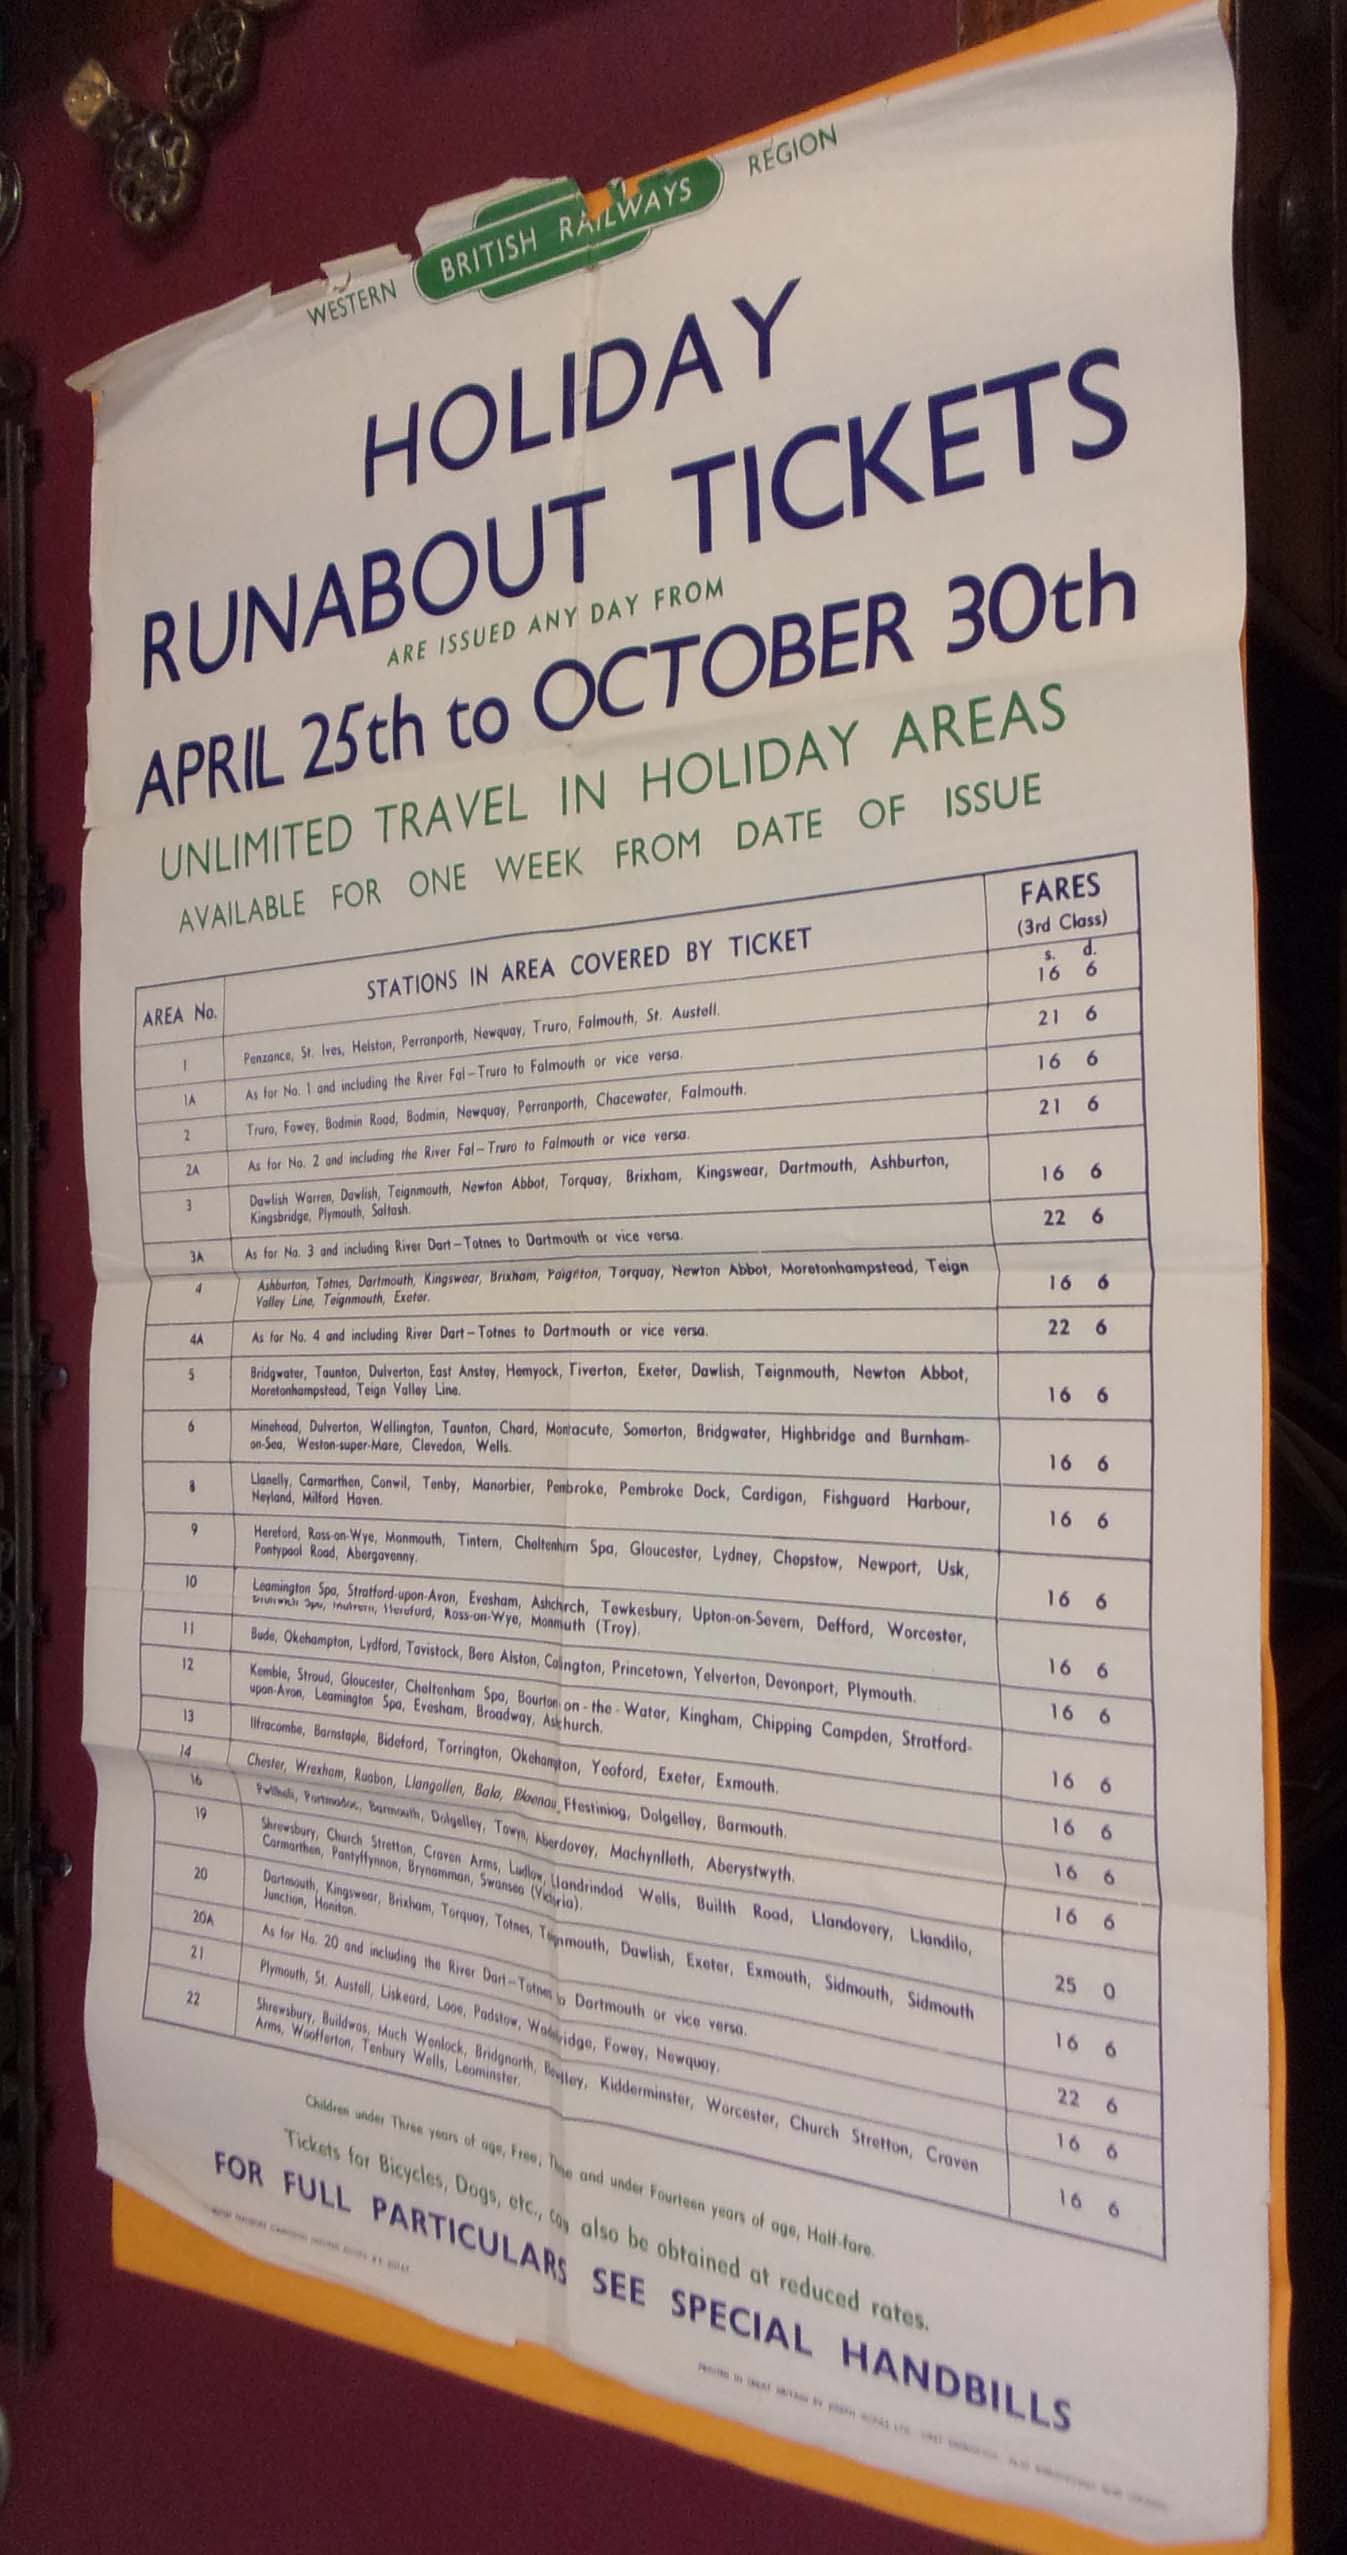 WESTERN BRITISH RAILWAYS REGION
HOLIDAY
RUNABOUT TICKETS
ARE ISSUED ANY DAY FROM
APRIL 25th to OCTOBER 30th
UNLIMITED TRAVEL IN HOLIDAY AREAS
AVAILABLE FOR ONE WEEK FROM DATE OF ISSUE
AREA No. STATIONS IN AREA COVERED BY TICKET FARES
(3rd Class)
s. d.
1 Penzance, St. Ives, Helston, Perranporth, Newquay, Truro, Falmouth, St. Austell. 16 6
1A As for No. 1 and including the River Fal—Truro to Falmouth or vice versa. 21 6
2 Truro, Fowey, Bodmin Road, Bodmin, Newquay, Perranporth, Chacewater, Falmouth. 16 6
2A As for No. 2 and including the River Fal—Truro to Falmouth or vice versa. 21 6
3 Dawlish Warren, Dawlish, Teignmouth, Newton Abbot, Torquay, Brixham, Kingswear, Dartmouth, Ashburton,
Kingsbridge, Plymouth, Saltash. 16 6
3A As for No. 3 and including River Dart—Totnes to Dartmouth or vice versa. 22 6
4 Ashburton, Totnes, Dartmouth, Kingswear, Brixham, Paignton, Torquay, Newton Abbot, Moretonhampstead, Teign
Valley Line, Teignmouth, Exeter. 16 6
4A As for No. 4 and including River Dart—Totnes to Dartmouth or vice versa. 22 6
5 Bridgwater, Taunton, Dulverton, East Anstey, Hemyock, Tiverton, Exeter, Dawlish, Teignmouth, Newton Abbot,
Moretonhampstead, Teign Valley Line. 16 6
6 Minehead, Dulverton, Wellington, Taunton, Chard, Montacute, Somerton, Bridgwater, Highbridge and Burnham-
on-Sea, Weston-super-Mare, Clevedon, Wells. 16 6
8 Llanelly, Carmarthen, Conwil, Tenby, Manorbier, Pembroke, Pembroke Dock, Cardigan, Fishguard Harbour,
Neyland, Milford Haven. 16 6
9 Hereford, Ross-on-Wye, Monmouth, Tintern, Cheltenham Spa, Gloucester, Lydney, Chepstow, Newport, Usk,
Pontypool Road, Abergavenny. 16 6
10 Leamington Spa, Stratford-upon-Avon, Evesham, Ashchurch, Tewkesbury, Upton-on-Severn, Defford, Worcester,
Droitwich Spa, Malvern, Hereford, Ross-on-Wye, Monmouth (Troy). 16 6
11 Bude, Okehampton, Lydford, Tavistock, Bere Alston, Callington, Princetown, Yelverton, Devonport, Plymouth. 16 6
12 Kemble, Stroud, Gloucester, Cheltenham Spa, Bourton-on-the-Water, Kingham, Chipping Campden, Stratford-
upon-Avon, Leamington Spa, Evesham, Broadway, Ashchurch. 16 6
13 Ilfracombe, Barnstaple, Bideford, Torrington, Okehampton, Yeoford, Exeter, Exmouth. 16 6
14 Chester, Wrexham, Ruabon, Llangollen, Bala, Blaenau Ffestiniog, Dolgelley, Barmouth. 16 6
16 Pwllheli, Portmadoc, Barmouth, Dolgelley, Towyn, Aberdovey, Machynlleth, Aberystwyth. 16 6
19 Shrewsbury, Church Stretton, Craven Arms, Ludlow, Llandrindod Wells, Builth Road, Llandovery, Llandilo,
Carmarthen, Pantyffynnon, Brynamman, Swansea (Victoria). 25 0
20 Dartmouth, Kingswear, Brixham, Torquay, Totnes, Teignmouth, Dawlish, Exeter, Exmouth, Sidmouth, Sidmouth
Junction, Honiton. 16 6
20A As for No. 20 and including the River Dart—Totnes to Dartmouth or vice versa. 22 6
21 Plymouth, St. Austell, Liskeard, Looe, Padstow, Wadebridge, Fowey, Newquay. 16 6
22 Shrewsbury, Buildwas, Much Wenlock, Bridgnorth, Bewdley, Kidderminster, Worcester, Church Stretton, Craven
Arms, Woofferton, Tenbury Wells, Leominster. 16 6
Children under Three years of age, Free; Three and under Fourteen years of age, Half-fare.
Tickets for Bicycles, Dogs, etc., can also be obtained at reduced rates.
FOR FULL PARTICULARS SEE SPECIAL HANDBILLS
PRINTED IN GREAT BRITAIN BY JOSEPH